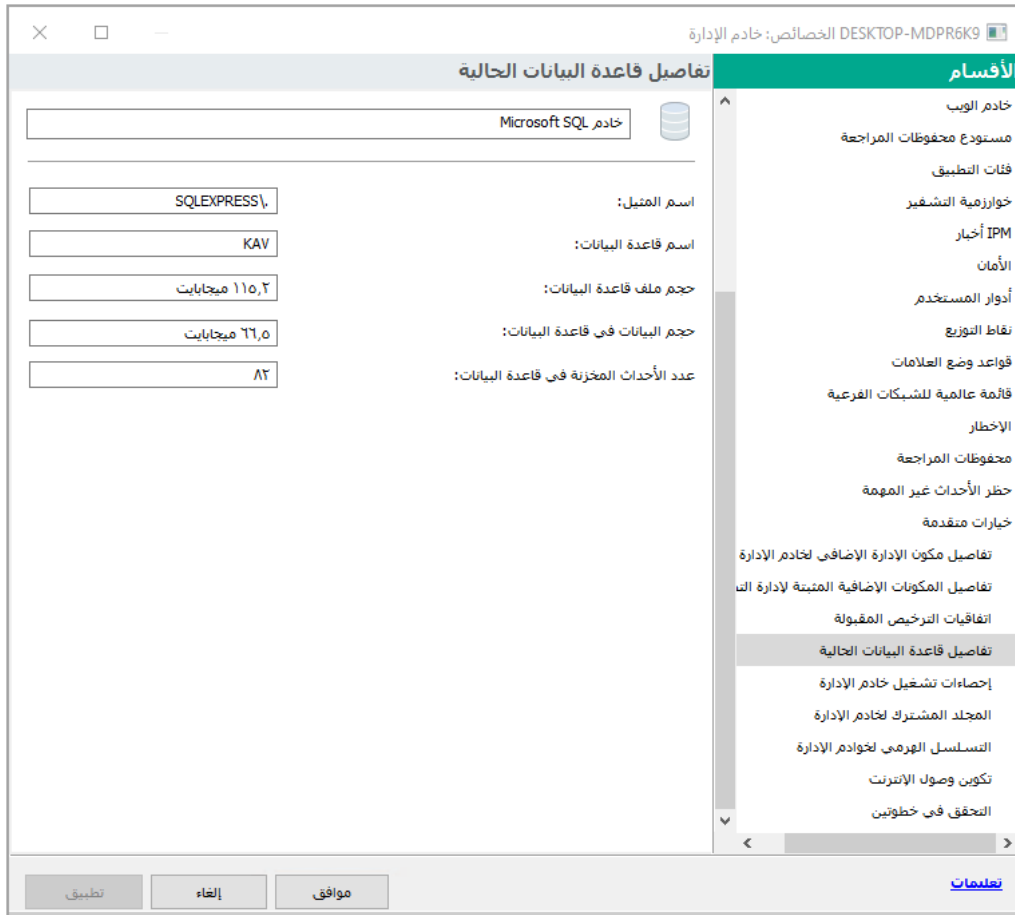 DESKTOP-MDPR6K9 الخصائص: خادم الإدارة
الأقسام
خادم الويب
مستودع محفوظات المراجعة
فئات التطبيق
خوارزمية التشفير
IPM أخبار
الأمان
أدوار المستخدم
نقاط التوزيع
قواعد وضع العلامات
قائمة عالمية للشبكات الفرعية
الإخطار
محفوظات المراجعة
حظر الأحداث غير المهمة
خيارات متقدمة
تفاصيل مكون الإدارة الإضافي لخادم الإدارة
تفاصيل المكونات الإضافية المثبتة لإدارة
اتفاقيات الترخيص المقبولة
تفاصيل قاعدة البيانات الحالية
إحصاءات تشغيل خادم الإدارة
المجلد المشترك لخادم الإدارة
التسلسل الهرمي لخوادم الإدارة
تكوين وصول الإنترنت
التحقق في خطوتين
تفاصيل قاعدة البيانات الحالية
خادم Microsoft SQL
اسم المثيل: SQLEXPRESS\.
اسم قاعدة البيانات: KAV
حجم ملف قاعدة البيانات: ١١٥,٢ ميجابايت
حجم البيانات في قاعدة البيانات: ٦٦,٥ ميجابايت
عدد الأحداث المخزنة في قاعدة البيانات: ٨٢
تعليمات
موافق
إلغاء
تطبيق